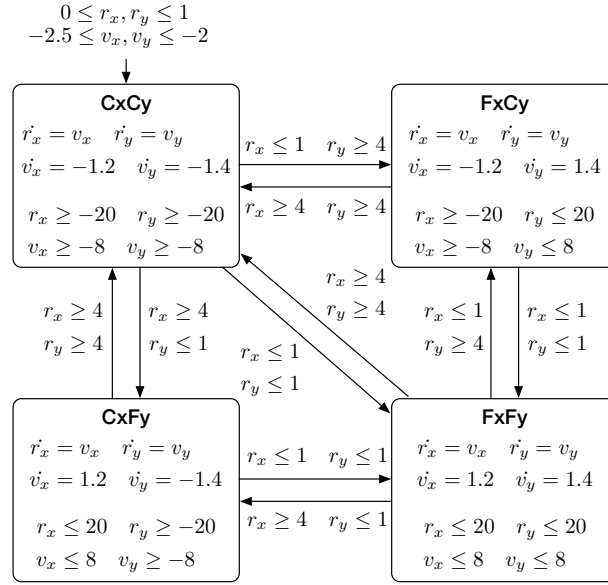 0 ≤ r_x, r_y ≤ 1
−2.5 ≤ v_x, v_y ≤ −2
CxCy
ṙ_x = v_x ṙ_y = v_y
v̇_x = −1.2 v̇_y = −1.4
r_x ≥ −20 r_y ≥ −20
v_x ≥ −8 v_y ≥ −8
r_x ≤ 1 r_y ≥ 4
r_x ≥ 4 r_y ≥ 4
FxCy
ṙ_x = v_x ṙ_y = v_y
v̇_x = −1.2 v̇_y = 1.4
r_x ≥ −20 r_y ≤ 20
v_x ≥ −8 v_y ≤ 8
r_x ≥ 4
r_y ≥ 4
r_x ≥ 4
r_y ≤ 1
r_x ≤ 1
r_y ≤ 1
r_x ≥ 4
r_y ≥ 4
r_x ≤ 1
r_y ≥ 4
r_x ≤ 1
r_y ≤ 1
CxFy
ṙ_x = v_x ṙ_y = v_y
v̇_x = 1.2 v̇_y = −1.4
r_x ≤ 20 r_y ≥ −20
v_x ≤ 8 v_y ≥ −8
r_x ≤ 1 r_y ≤ 1
r_x ≥ 4 r_y ≤ 1
FxFy
ṙ_x = v_x ṙ_y = v_y
v̇_x = 1.2 v̇_y = 1.4
r_x ≤ 20 r_y ≤ 20
v_x ≤ 8 v_y ≤ 8